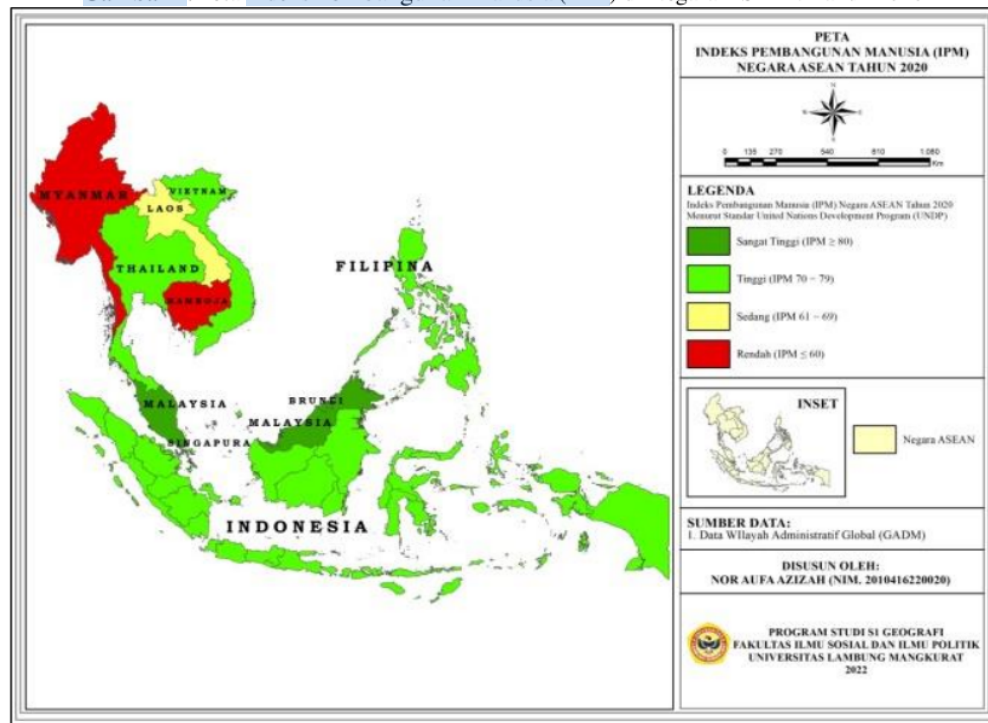 PETA
INDEKS PEMBANGUNAN MANUSIA (IPM)
NEGARA ASEAN TAHUN 2020
N
W
E
S
0 135 270 540 810 1.080
Km
LEGENDA
Indeks Pembangunan Manusia (IPM) Negara ASEAN Tahun 2020
Menurut Standar United Nations Development Program (UNDP)
Sangat Tinggi (IPM ≥ 80)
Tinggi (IPM 70 – 79)
Sedang (IPM 61 – 69)
Rendah (IPM ≤ 60)
INSET
Negara ASEAN
SUMBER DATA:
1. Data WIlayah Administratif Global (GADM)
DISUSUN OLEH:
NOR AUFA AZIZAH (NIM. 2010416220020)
PROGRAM STUDI S1 GEOGRAFI
FAKULTAS ILMU SOSIAL DAN ILMU POLITIK
UNIVERSITAS LAMBUNG MANGKURAT
2022
MYANMAR
VIETNAM
LAOS
THAILAND
KAMBOJA
FILIPINA
MALAYSIA
BRUNEI
MALAYSIA
SINGAPURA
INDONESIA